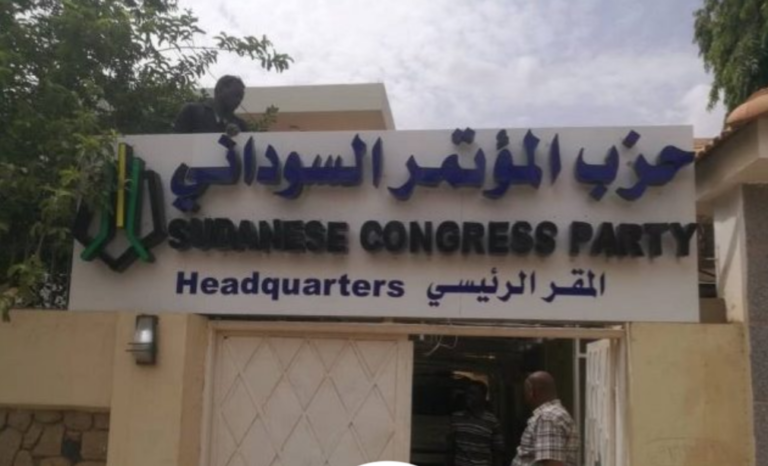 حزب المؤتمر السوداني
SUDANESE CONGRESS PARTY
Headquarters المقر الرئيسي